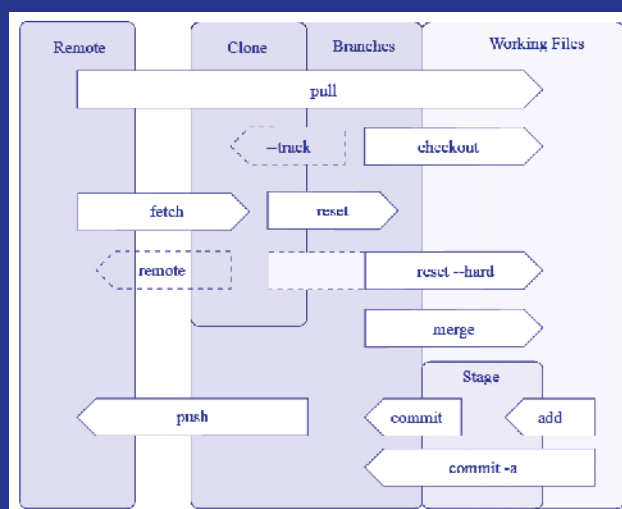 Remote
Clone
Branches
Working Files
pull
--track
checkout
fetch
reset
remote
reset --hard
merge
Stage
push
commit
add
commit -a